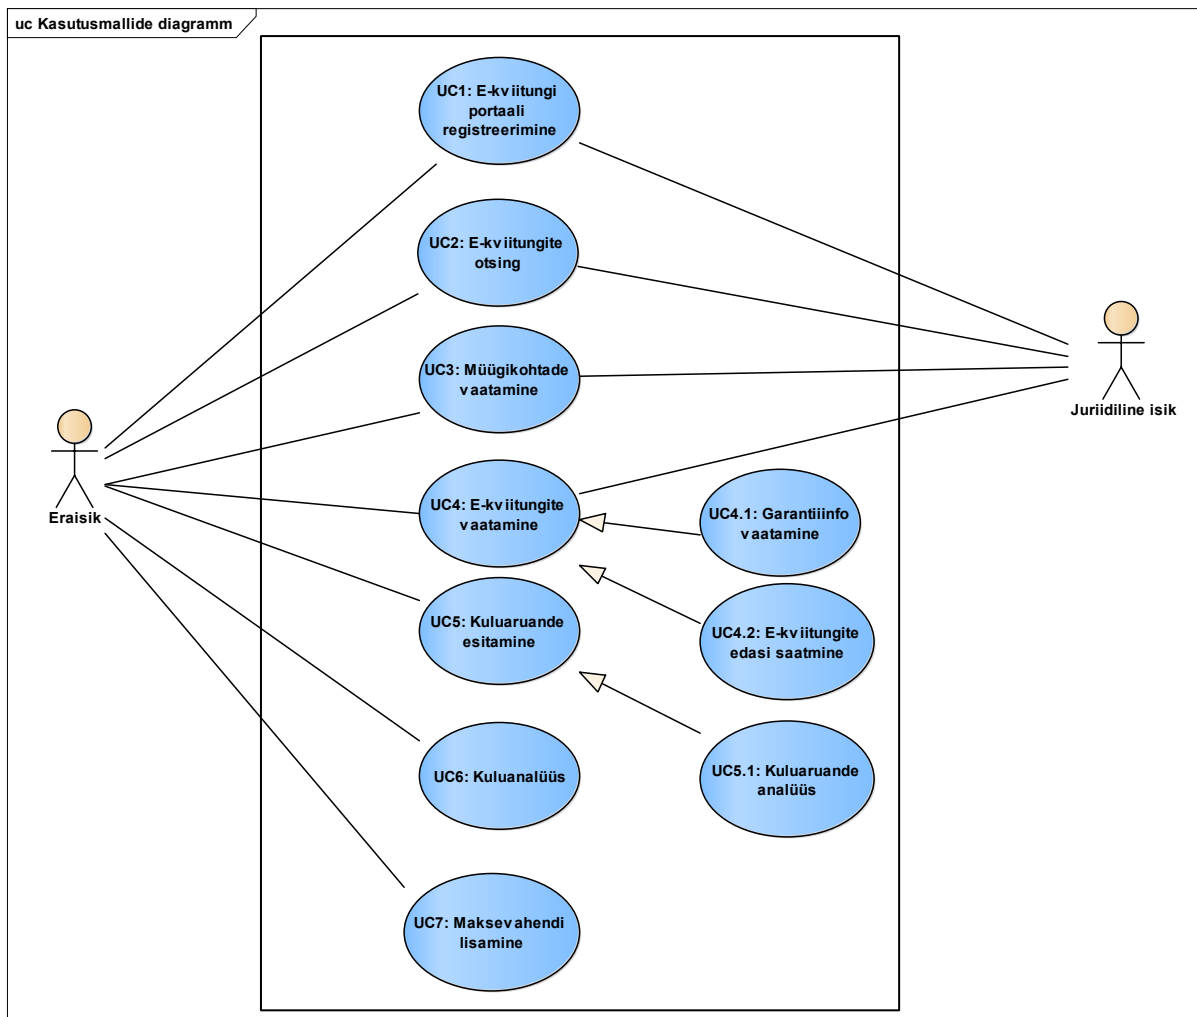 uc Kasutusmallide diagramm
UC1: E-kviitungi
portaali
registreerimine
UC2: E-kviitungite
otsing
UC3: Müügikohtade
vaatamine
Juriidiline isik
Eraisik
UC4: E-kviitungite
vaatamine
UC4.1: Garantiiinfo
vaatamine
UC5: Kuluaruande
esitamine
UC4.2: E-kviitungite
edasi saatmine
UC6: Kuluanalüüs
UC5.1: Kuluaruande
analüüs
UC7: Maksevahendi
lisamine